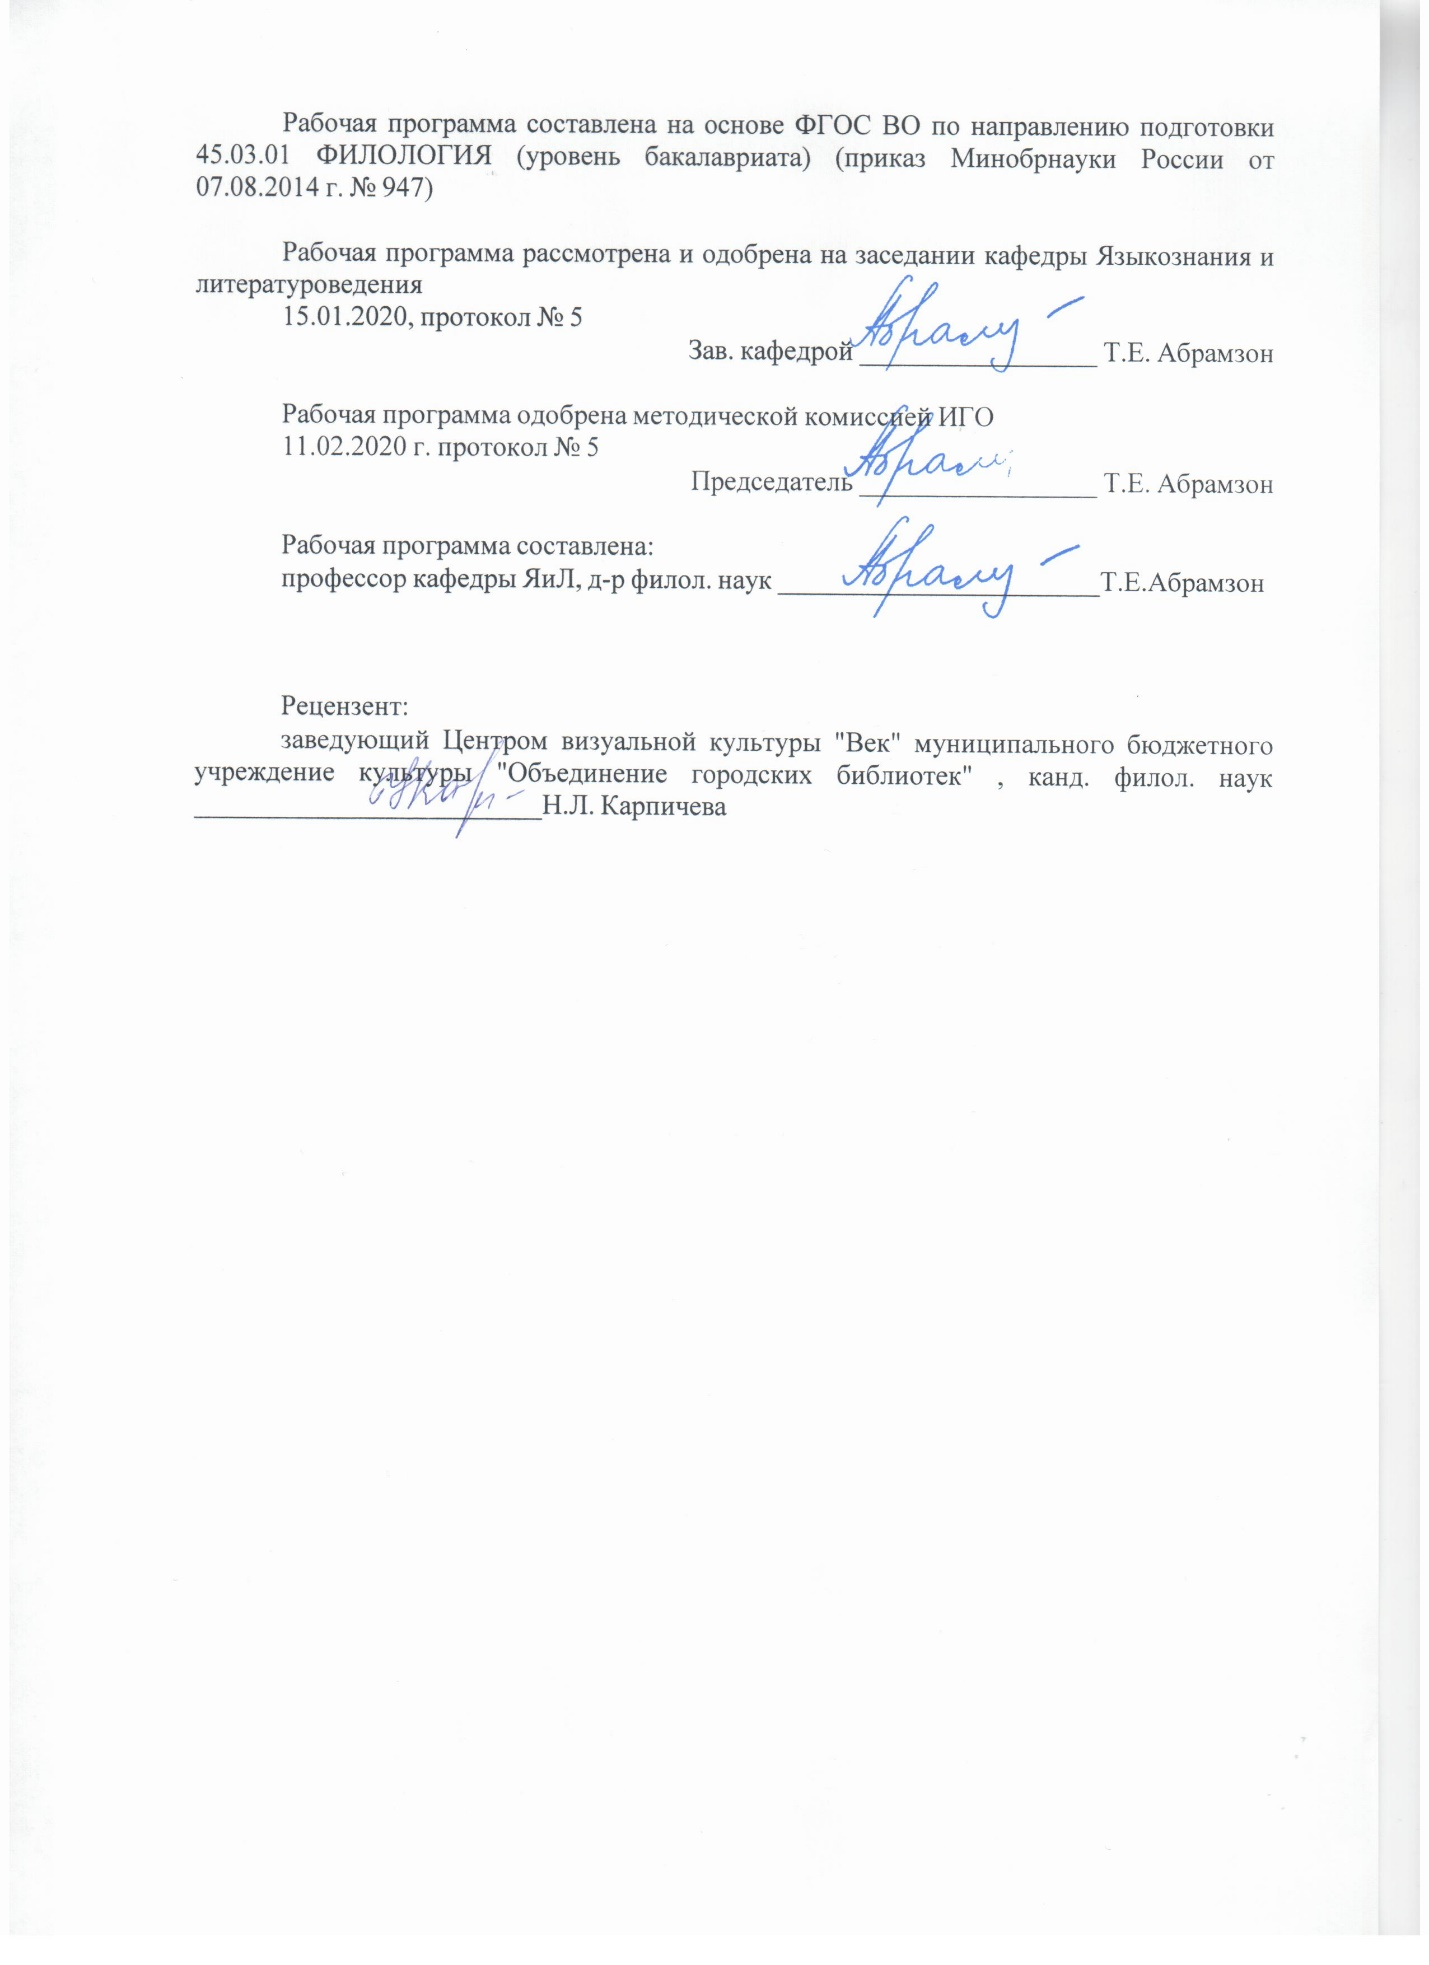 Рабочая программа составлена на основе ФГОС ВО по направлению подготовки
45.03.01 ФИЛОЛОГИЯ (уровень бакалавриата) (приказ Минобрнауки России от
07.08.2014 г. № 947)
Рабочая программа рассмотрена и одобрена на заседании кафедры Языкознания и
литературоведения
15.01.2020, протокол № 5
Зав. кафедрой _________________ Т.Е. Абрамзон
Рабочая программа одобрена методической комиссией ИГО
11.02.2020 г. протокол № 5
Председатель _________________ Т.Е. Абрамзон
Рабочая программа составлена:
профессор кафедры ЯиЛ, д-р филол. наук _______________________Т.Е.Абрамзон
Рецензент:
заведующий Центром визуальной культуры "Век" муниципального бюджетного
учреждение культуры "Объединение городских библиотек" , канд. филол. наук
_________________________Н.Л. Карпичева